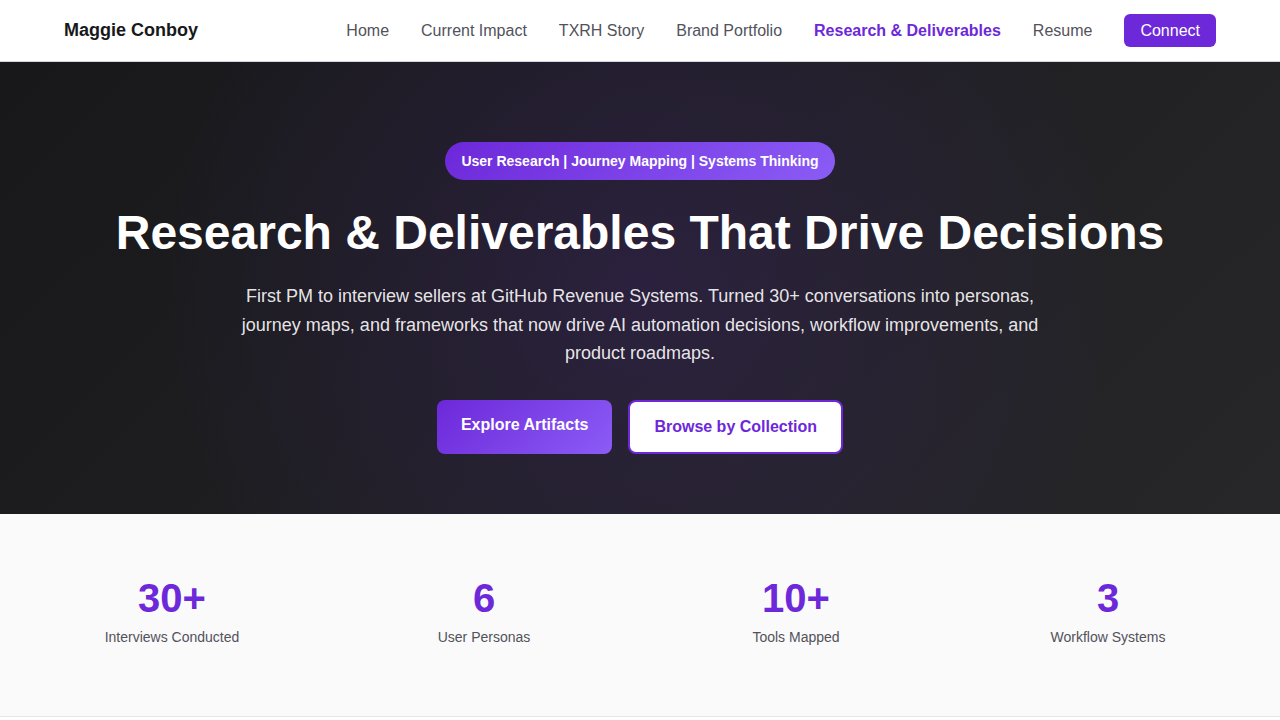 Maggie Conboy
Home
Current Impact
TXRH Story
Brand Portfolio
Research & Deliverables
Resume
Connect
User Research | Journey Mapping | Systems Thinking
Research & Deliverables That Drive Decisions
First PM to interview sellers at GitHub Revenue Systems. Turned 30+ conversations into personas,
journey maps, and frameworks that now drive AI automation decisions, workflow improvements, and
product roadmaps.
Explore Artifacts
Browse by Collection
30+
Interviews Conducted
6
User Personas
10+
Tools Mapped
3
Workflow Systems